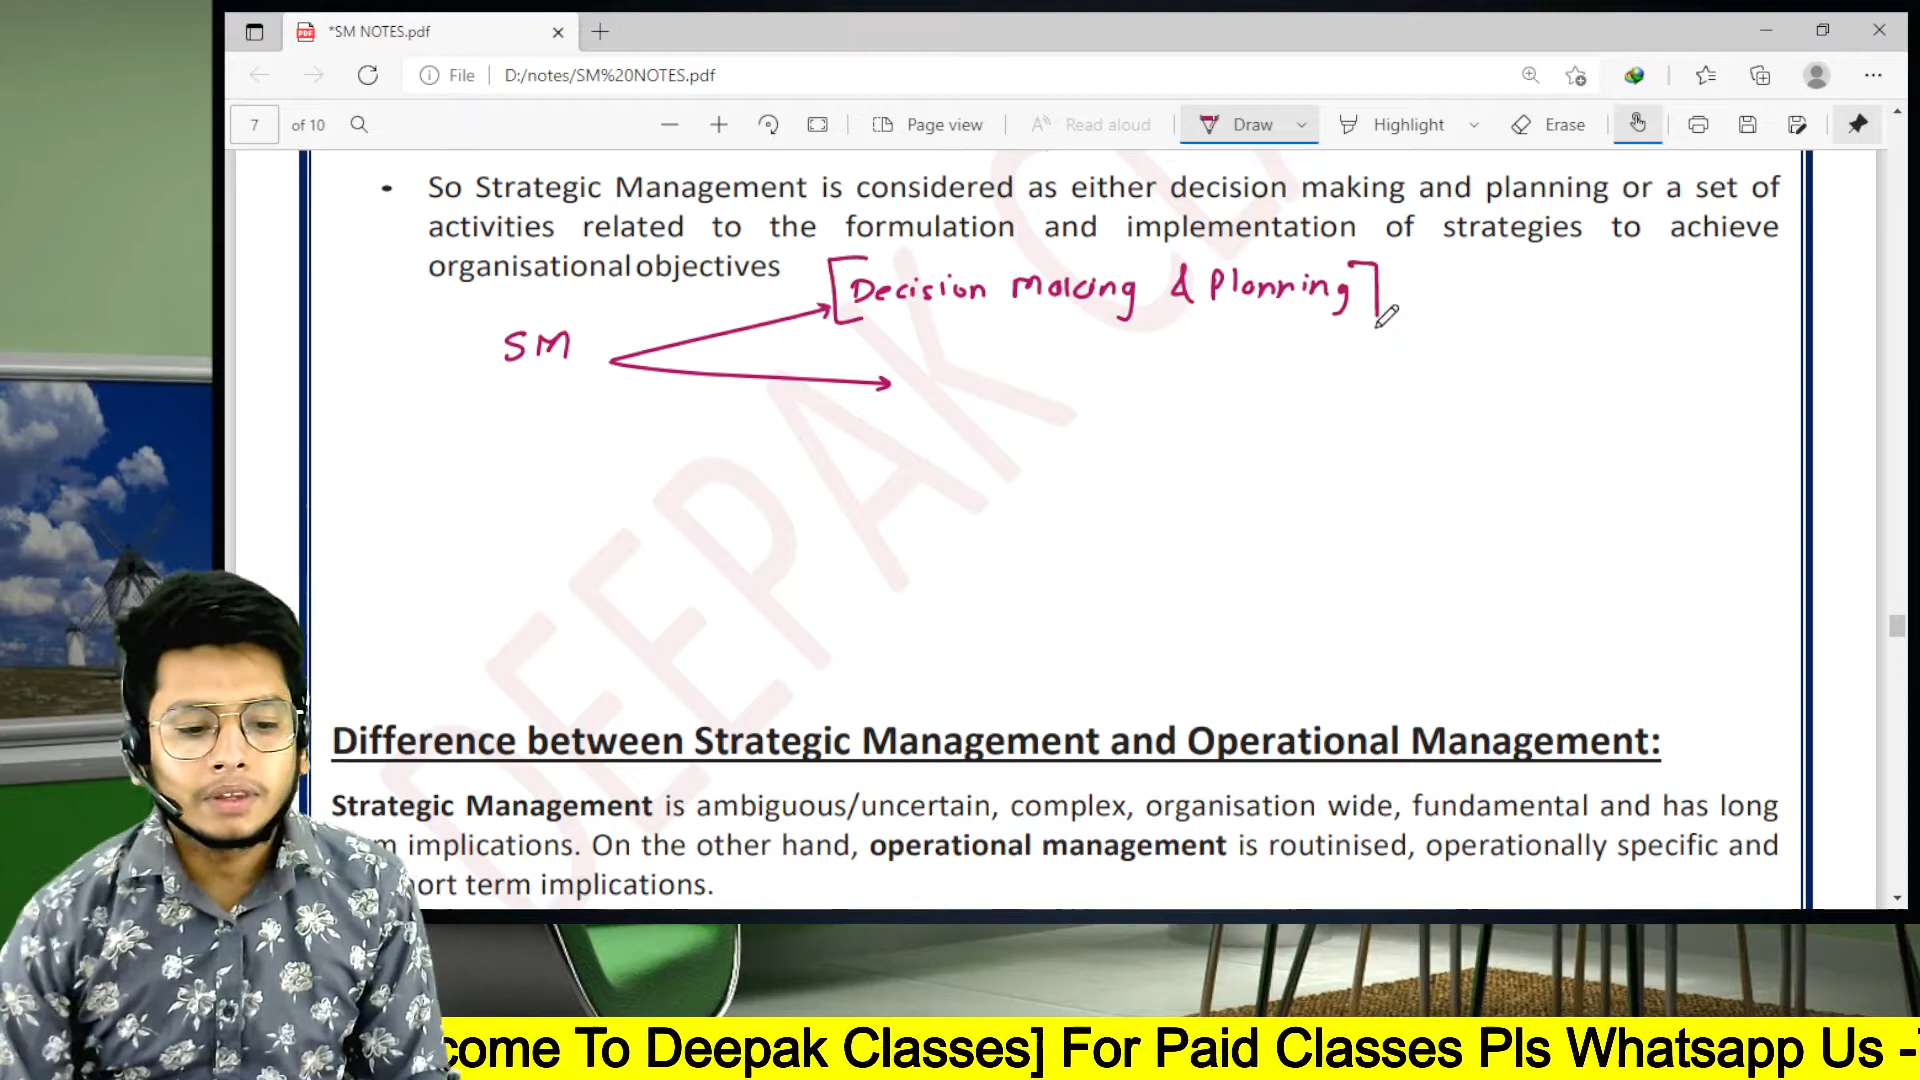 *SM NOTES.pdf
File D:/notes/SM%20NOTES.pdf
7 of 10 Page view Read aloud Draw Highlight Erase
• So Strategic Management is considered as either decision making and planning or a set of
activities related to the formulation and implementation of strategies to achieve
organisational objectives
[Decision Making & Planning]
SM
DEEPAK CLA
Difference between Strategic Management and Operational Management:
Strategic Management is ambiguous/uncertain, complex, organisation wide, fundamental and has long
implications. On the other hand, operational management is routinised, operationally specific and
term implications.
come To Deepak Classes] For Paid Classes Pls Whatsapp Us -